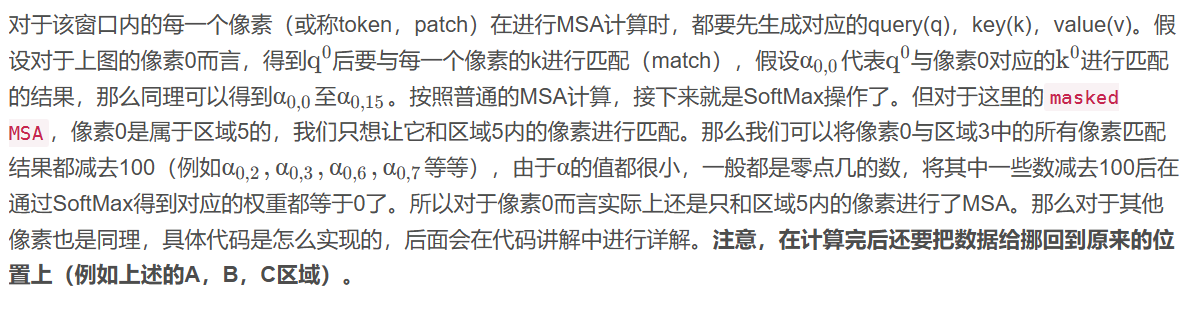 对于该窗口内的每一个像素（或称token，patch）在进行MSA计算时，都要先生成对应的query(q)，key(k)，value(v)。假
设对于上图的像素0而言，得到q⁰后要与每一个像素的k进行匹配（match），假设α₀,₀代表q⁰与像素0对应的k⁰进行匹配
的结果，那么同理可以得到α₀,₀至α₀,₁₅。按照普通的MSA计算，接下来就是SoftMax操作了。但对于这里的 masked
MSA，像素0是属于区域5的，我们只想让它和区域5内的像素进行匹配。那么我们可以将像素0与区域3中的所有像素匹配
结果都减去100（例如α₀,₂, α₀,₃, α₀,₆, α₀,₇等等），由于α的值都很小，一般都是零点几的数，将其中一些数减去100后在
通过SoftMax得到对应的权重都等于0了。所以对于像素0而言实际上还是只和区域5内的像素进行了MSA。那么对于其他
像素也是同理，具体代码是怎么实现的，后面会在代码讲解中进行详解。注意，在计算完后还要把数据给挪回到原来的位
置上（例如上述的A，B，C区域）。